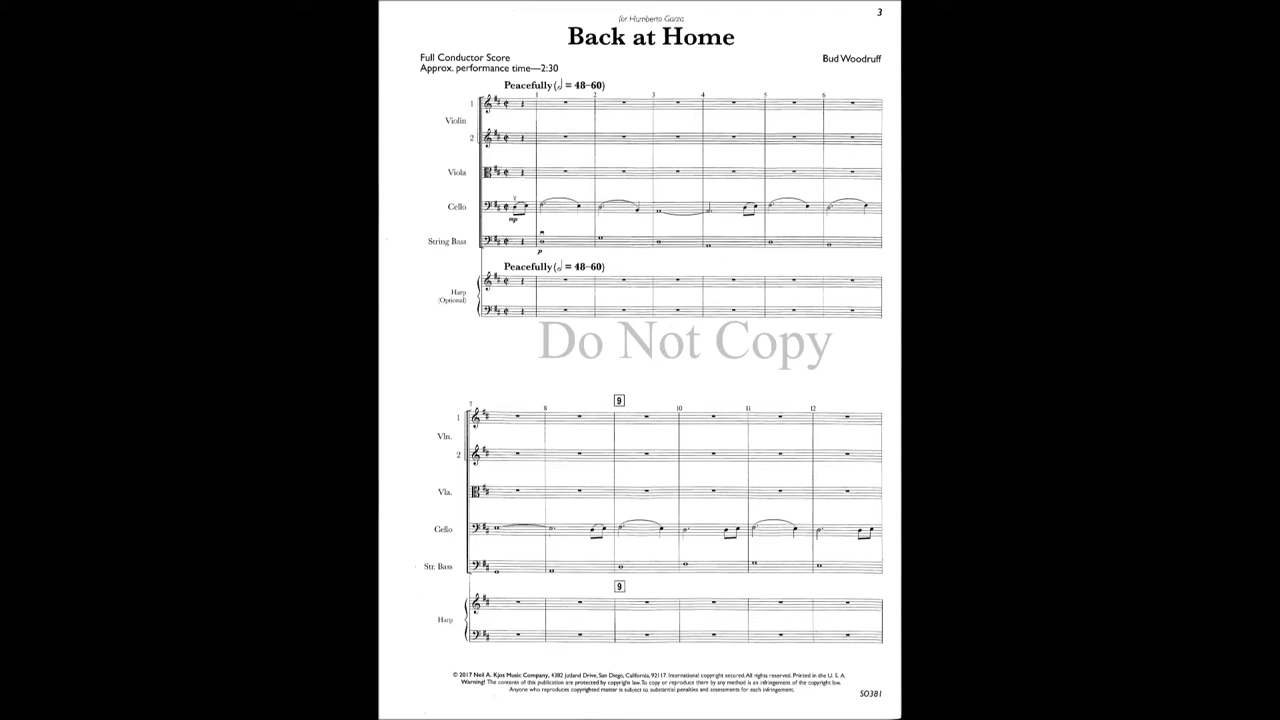 3
for Humberto Garza
Back at Home
Full Conductor Score
Bud Woodruff
Approx. performance time—2:30
Peacefully (𝅗𝅥 = 48–60)
1 2 3 4 5 6
1
Violin
2
Viola
Cello
mp
String Bass
p
Peacefully (𝅗𝅥 = 48–60)
Harp
(Optional)
Do Not Copy
9
7 8 10 11 12
1
Vln.
2
Vla.
Cello
Str. Bass
9
Harp
© 2017 Neil A. Kjos Music Company, 4382 Jutland Drive, San Diego, California, 92117. International copyright secured. All rights reserved. Printed in the U. S. A.
Warning! The contents of this publication are protected by copyright law. To copy or reproduce them by any method is an infringement of the copyright law.
Anyone who reproduces copyrighted matter is subject to substantial penalties and assessments for each infringement.
SO381